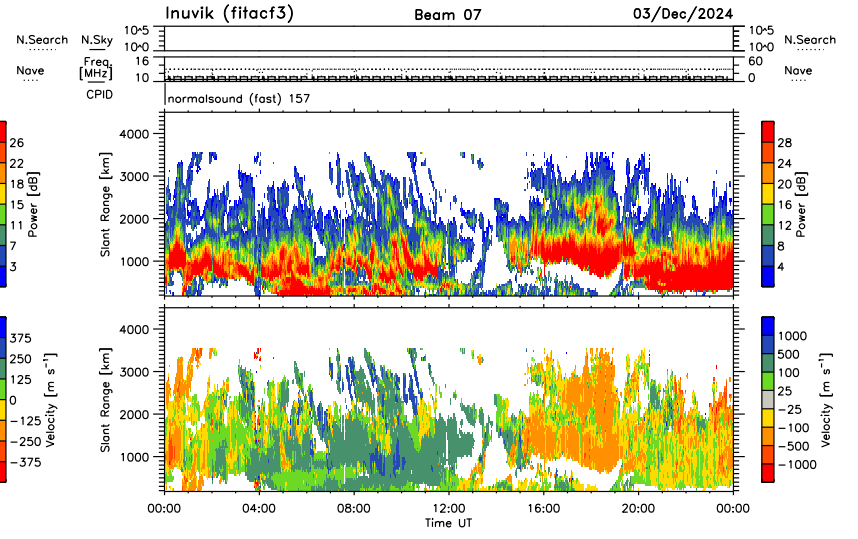 Inuvik (fitacf3) Beam 07 03/Dec/2024
N.Search N.Sky 10^5 10^5 N.Search
10^0 10^0
Nave Freq. [MHz] 16 60 Nave
10 0
CPID normalsound (fast) 157
Power [dB] 26 22 18 15 11 7 3
Slant Range [km] 4000 3000 2000 1000
Power [dB] 28 24 20 16 12 8 4
Velocity [m s⁻¹] 375 250 125 0 −125 −250 −375
Slant Range [km] 4000 3000 2000 1000
Velocity [m s⁻¹] 1000 500 100 25 −25 −100 −500 −1000
00:00 04:00 08:00 12:00 16:00 20:00 00:00
Time UT